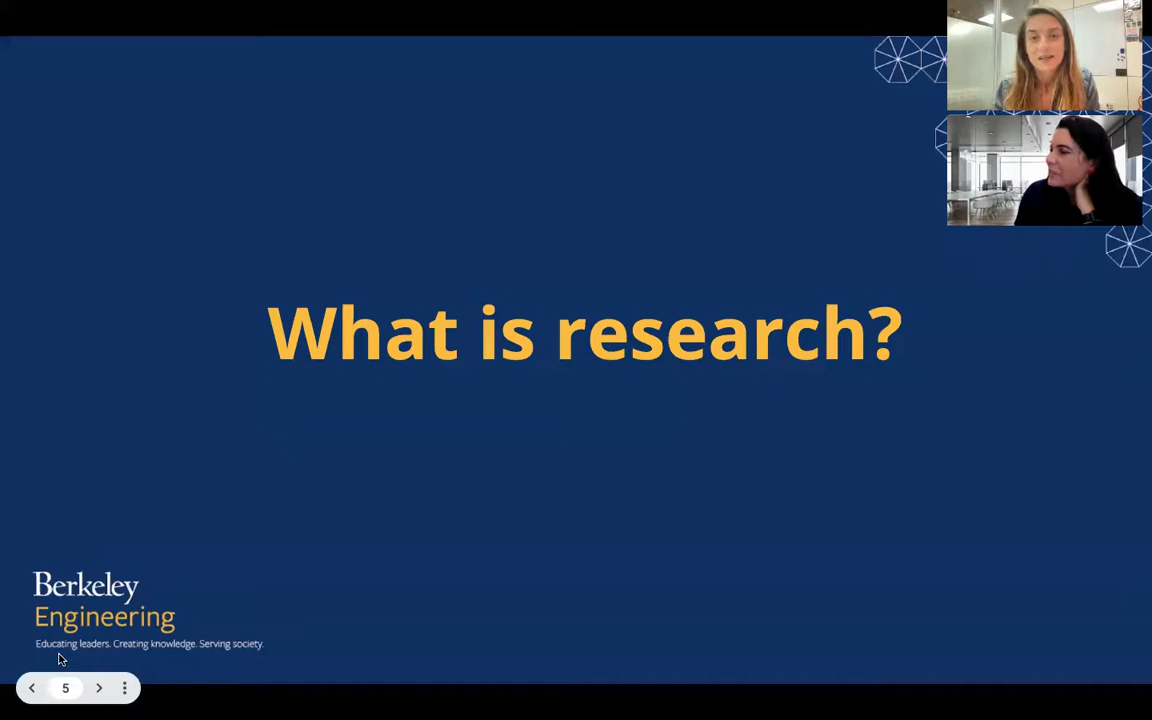 What is research?
Berkeley
Engineering
Educating leaders. Creating knowledge. Serving society.
5